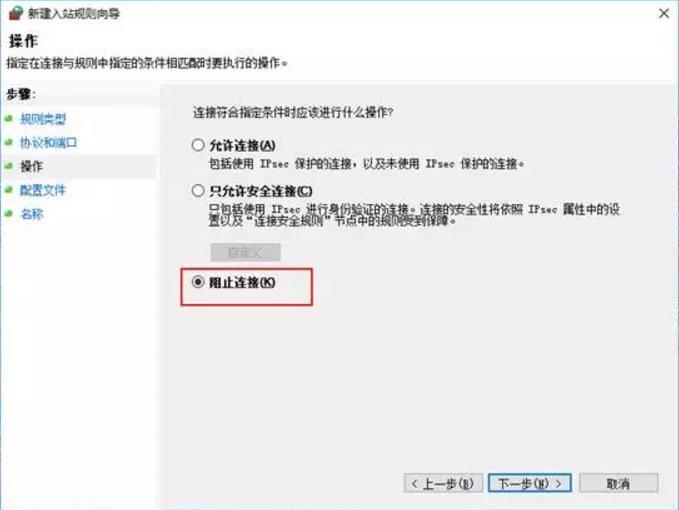 新建入站规则向导
操作
指定在连接与规则中指定的条件相匹配时要执行的操作。
步骤:
规则类型
协议和端口
操作
配置文件
名称
连接符合指定条件时应该进行什么操作?
允许连接(A)
包括使用 IPsec 保护的连接，以及未使用 IPsec 保护的连接。
只允许安全连接(C)
只包括使用 IPsec 进行身份验证的连接。连接的安全性将依照 IPsec 属性中的设
置以及“连接安全规则”节点中的规则受到保障。
自定义
阻止连接(K)
< 上一步(B)
下一步(N) >
取消